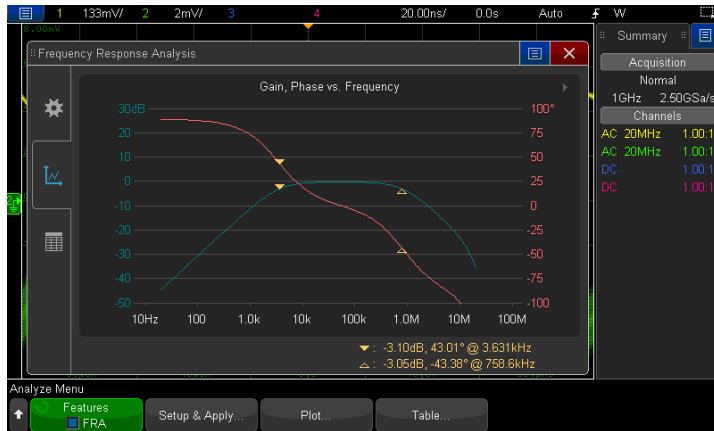 1 133mV/ 2 2mV/ 3 4 20.00ns/ 0.0s Auto W
8.00mV
Summary
Frequency Response Analysis
Acquisition
Normal
1GHz 2.50GSa/s
Channels
AC 20MHz 1.00:1
AC 20MHz 1.00:1
DC 1.00:1
DC 1.00:1
Gain, Phase vs. Frequency
30dB 100°
20 75
10 50
0 25
-10 0
-20 -25
-30 -50
-40 -75
-50 -100
10Hz 100 1.0k 10k 100k 1.0M 10M 100M
: -3.10dB, 43.01° @ 3.631kHz
: -3.05dB, -43.38° @ 758.6kHz
Analyze Menu
Features
FRA
Setup & Apply...
Plot...
Table...